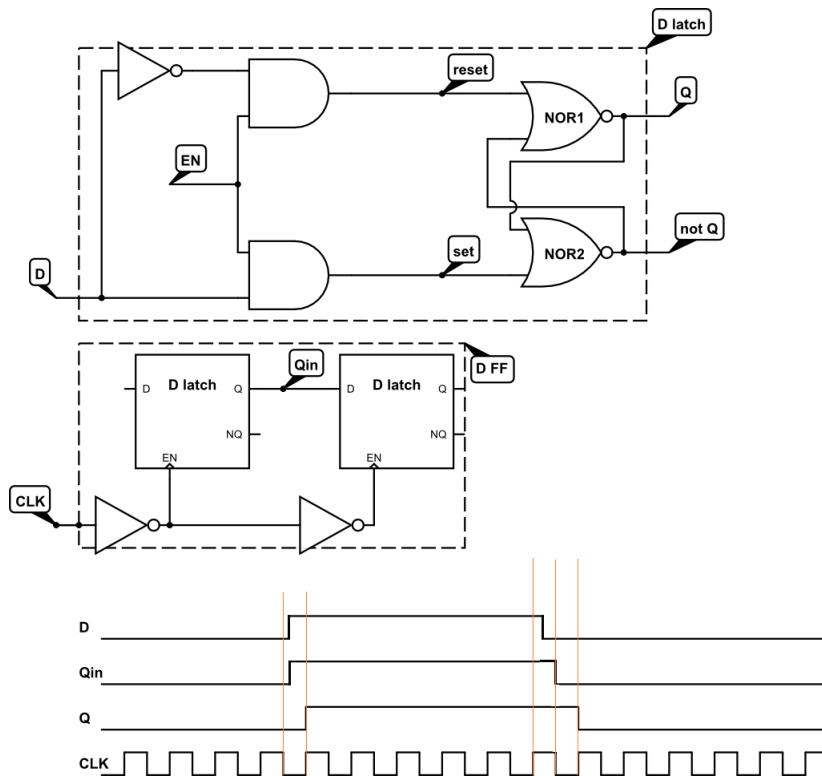 D latch
reset
Q
NOR1
EN
set
not Q
NOR2
D
Qin
D FF
D latch
D Q
NQ
EN
D latch
D Q
NQ
EN
CLK
D
Qin
Q
CLK